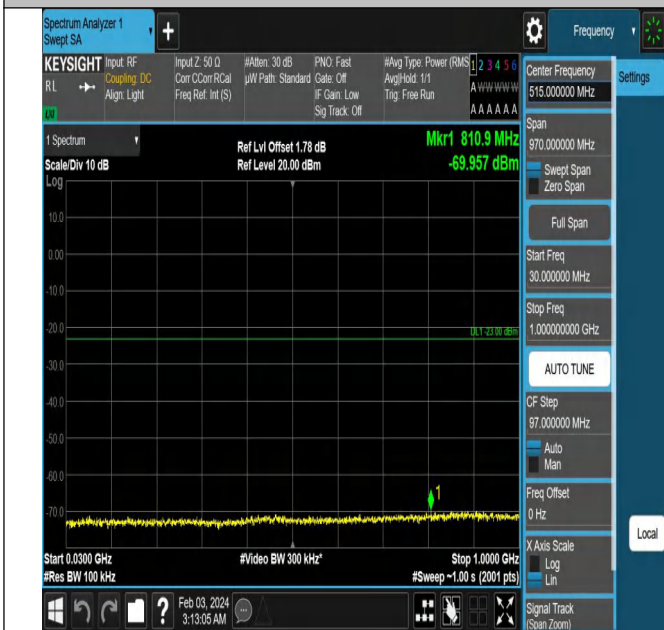 Spectrum Analyzer 1
Swept SA
Frequency
KEYSIGHT
RL
LXI
Input: RF
Coupling: DC
Align: Light
Input Z: 50 Ω
Corr CCorr RCal
Freq Ref: Int (S)
#Atten: 30 dB
µW Path: Standard
PNO: Fast
Gate: Off
IF Gain: Low
Sig Track: Off
#Avg Type: Power (RMS
Avg|Hold: 1/1
Trig: Free Run
1 2 3 4 5 6
A W W W W W
A A A A A A
1 Spectrum
Scale/Div 10 dB
Log
Ref Lvl Offset 1.78 dB
Ref Level 20.00 dBm
Mkr1 810.9 MHz
-69.957 dBm
10.0
0.00
-10.0
-20.0
DL1 -23.00 dBm
-30.0
-40.0
-50.0
-60.0
1
-70.0
Start 0.0300 GHz
#Res BW 100 kHz
#Video BW 300 kHz*
Stop 1.0000 GHz
#Sweep ~1.00 s (2001 pts)
?
Feb 03, 2024
3:13:05 AM
Center Frequency
515.000000 MHz
Settings
Span
970.000000 MHz
Swept Span
Zero Span
Full Span
Start Freq
30.000000 MHz
Stop Freq
1.000000000 GHz
AUTO TUNE
CF Step
97.000000 MHz
Auto
Man
Freq Offset
0 Hz
Local
X Axis Scale
Log
Lin
Signal Track
(Span Zoom)